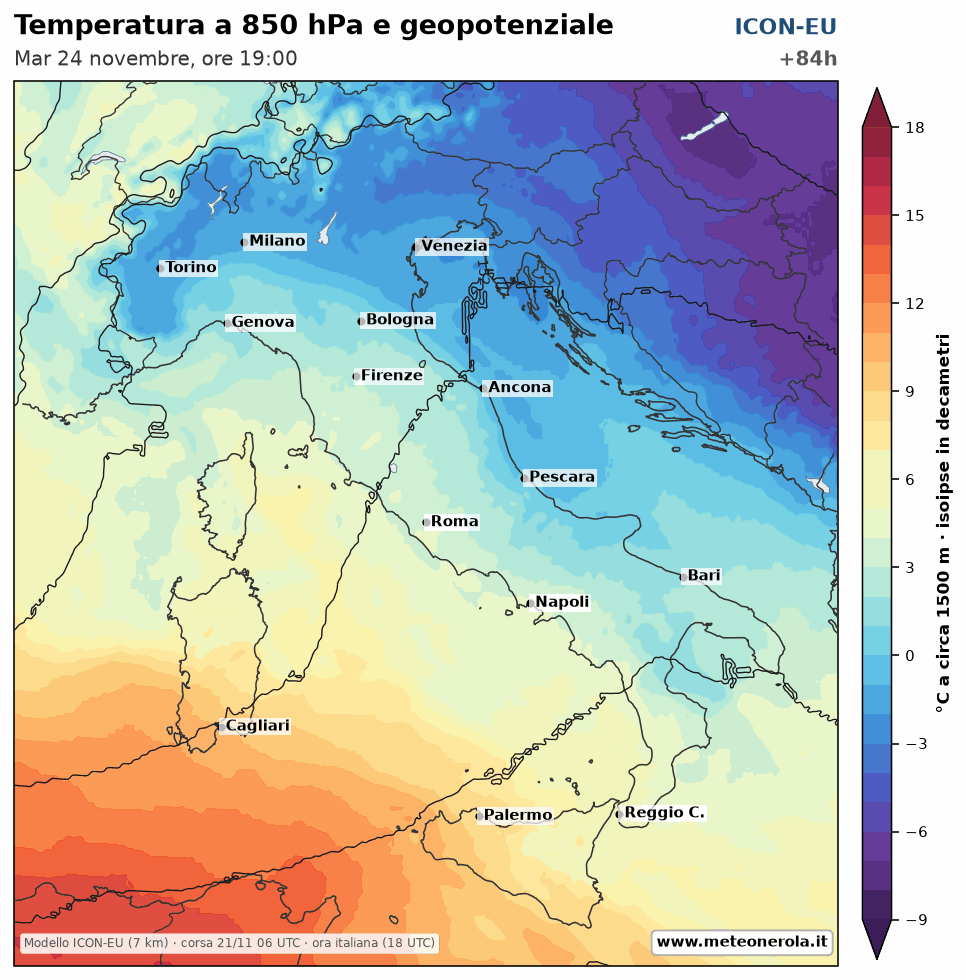 Temperatura a 850 hPa e geopotenziale
ICON-EU
Mar 24 novembre, ore 19:00
+84h
Milano
Venezia
Torino
Genova
Bologna
Firenze
Ancona
Pescara
Roma
Bari
Napoli
Cagliari
Palermo
Reggio C.
18
15
12
9
6
3
0
−3
−6
−9
°C a circa 1500 m · isoipse in decametri
Modello ICON-EU (7 km) · corsa 21/11 06 UTC · ora italiana (18 UTC)
www.meteonerola.it